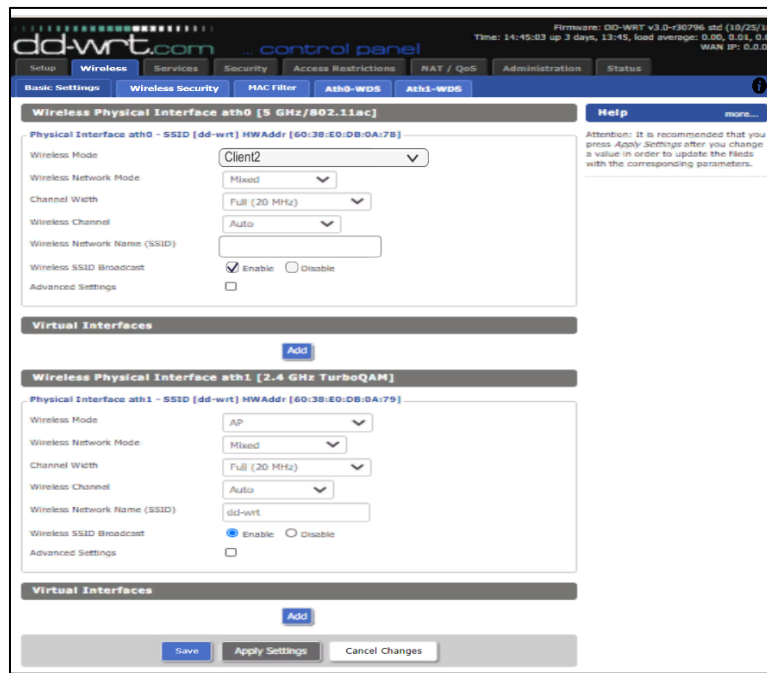 Firmware: DD-WRT v3.0-r30796 std (10/25/1
dd-wrt.com ... control panel
Time: 14:45:03 up 3 days, 13:45, load average: 0.00, 0.01, 0.0
WAN IP: 0.0.0
Setup Wireless Services Security Access Restrictions NAT / QoS Administration Status
Basic Settings Wireless Security MAC Filter Ath0-WDS Ath1-WDS
Wireless Physical Interface ath0 [5 GHz/802.11ac]
Physical Interface ath0 - SSID [dd-wrt] HWAddr [60:38:E0:DB:0A:78]
Wireless Mode Client2
Wireless Network Mode Mixed
Channel Width Full (20 MHz)
Wireless Channel Auto
Wireless Network Name (SSID)
Wireless SSID Broadcast Enable Disable
Advanced Settings
Virtual Interfaces
Add
Wireless Physical Interface ath1 [2.4 GHz TurboQAM]
Physical Interface ath1 - SSID [dd-wrt] HWAddr [60:38:E0:DB:0A:79]
Wireless Mode AP
Wireless Network Mode Mixed
Channel Width Full (20 MHz)
Wireless Channel Auto
Wireless Network Name (SSID) dd-wrt
Wireless SSID Broadcast Enable Disable
Advanced Settings
Virtual Interfaces
Add
Save Apply Settings Cancel Changes
Help more...
Attention: It is recommended that you
press Apply Settings after you change
a value in order to update the fileds
with the corresponding parameters.